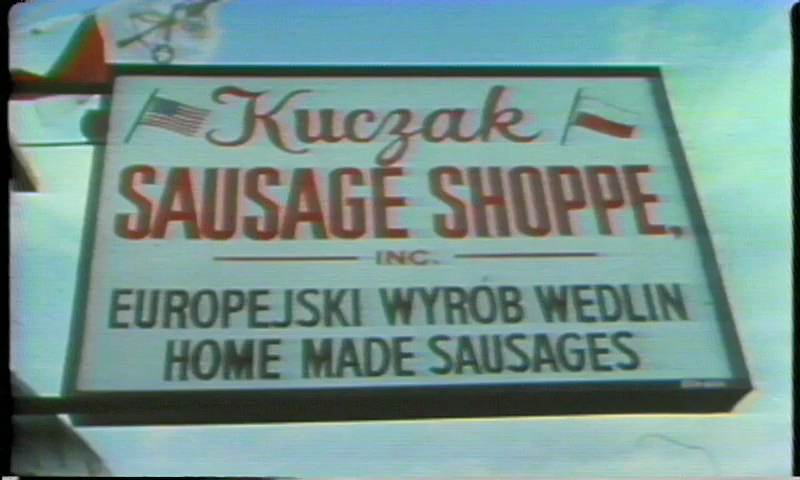 Kuczak
SAUSAGE SHOPPE,
INC.
EUROPEJSKI WYROB WEDLIN
HOME MADE SAUSAGES